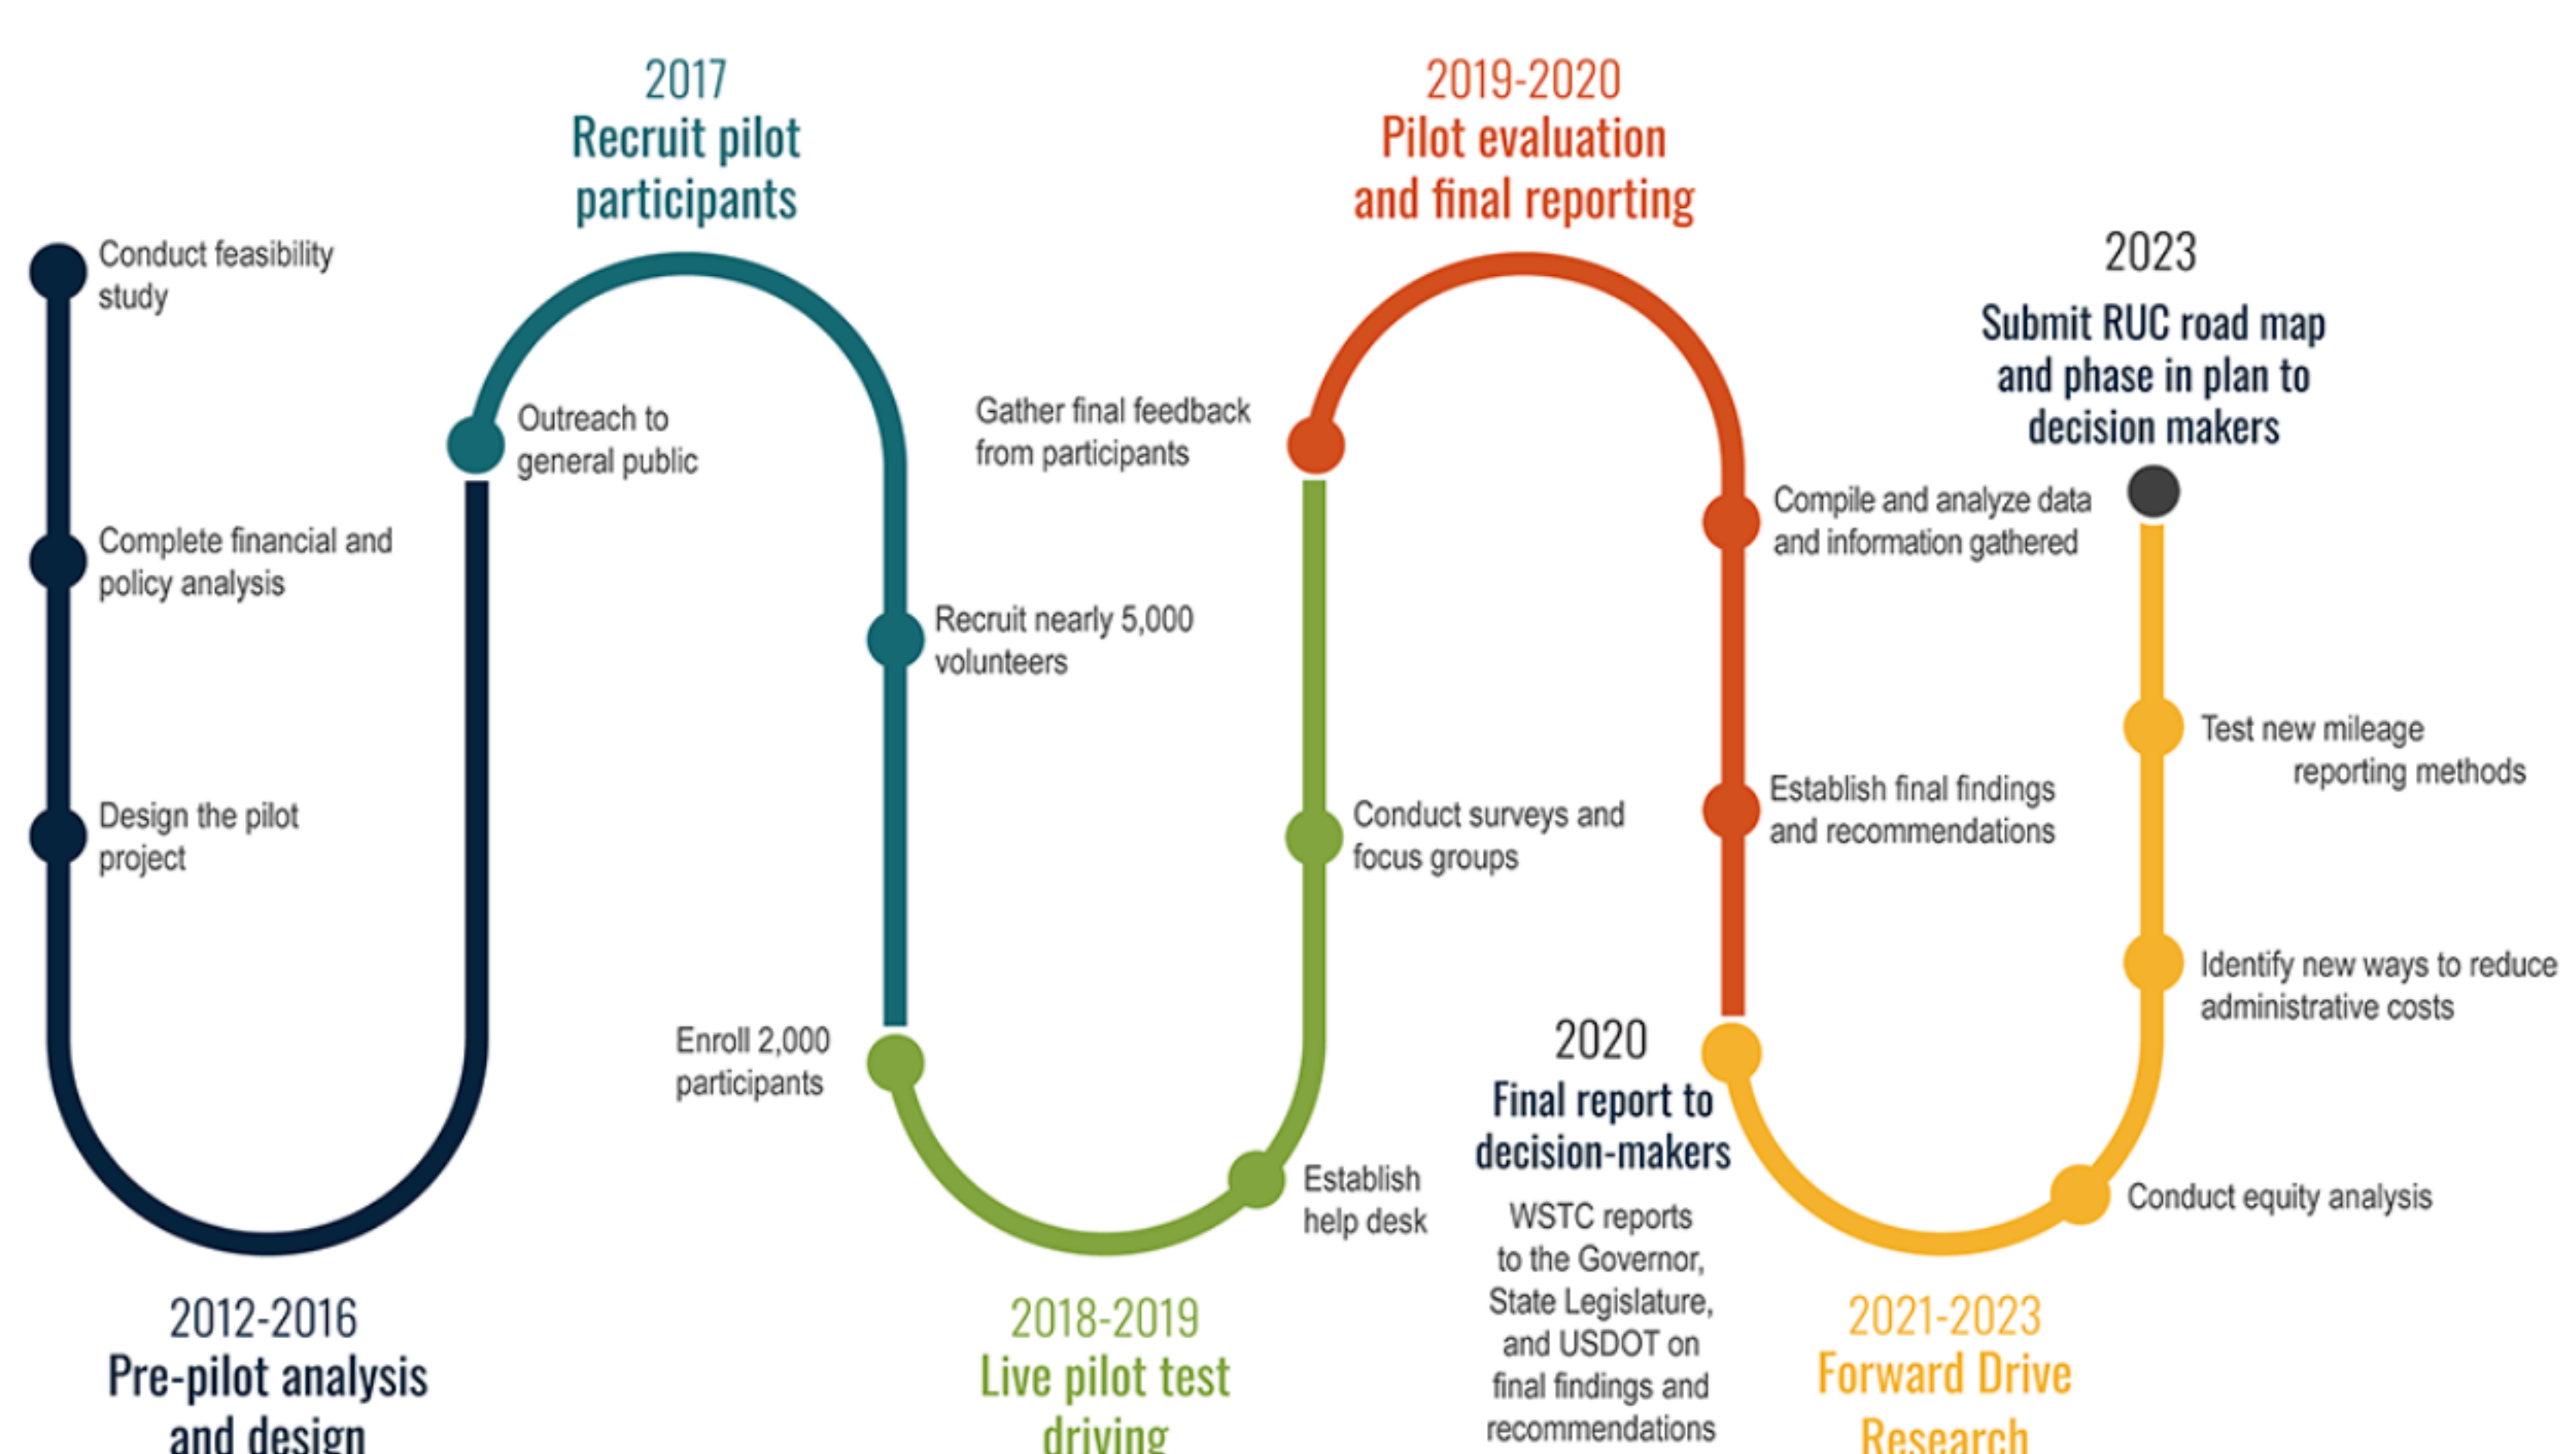 Conduct feasibility
study
Complete financial and
policy analysis
Design the pilot
project
2012-2016
Pre-pilot analysis
and design
2017
Recruit pilot
participants
Outreach to
general public
Recruit nearly 5,000
volunteers
Enroll 2,000
participants
Establish
help desk
Conduct surveys and
focus groups
2018-2019
Live pilot test
driving
2019-2020
Pilot evaluation
and final reporting
Gather final feedback
from participants
Compile and analyze data
and information gathered
Establish final findings
and recommendations
2020
Final report to
decision-makers
WSTC reports
to the Governor,
State Legislature,
and USDOT on
final findings and
recommendations
2021-2023
Forward Drive
Research
Conduct equity analysis
Identify new ways to reduce
administrative costs
Test new mileage
reporting methods
2023
Submit RUC road map
and phase in plan to
decision makers